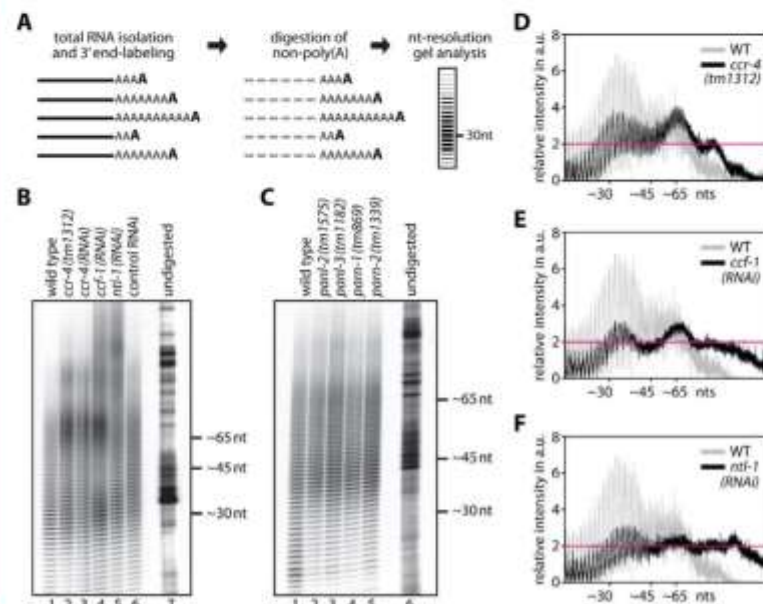 A
total RNA isolation
and 3' end-labeling
digestion of
non-poly(A)
nt-resolution
gel analysis
AAAA
AAAAAAAA
AAAAAAAAAAA
AAA
AAAAAAAA
AAAA
AAAAAAAA
AAAAAAAAAAA
AAA
AAAAAAAA
30nt
B
wild type
ccr-4 (tm1312)
ccr-4 (RNAi)
ccf-1 (RNAi)
ntl-1 (RNAi)
control RNAi
undigested
~65 nt
~45 nt
~30 nt
1 2 3 4 5 6 7
C
wild type
panl-2 (tm1575)
panl-3 (tm1182)
parn-1 (tm869)
parn-2 (tm1339)
undigested
~65 nt
~45 nt
~30 nt
1 2 3 4 5 6
D
relative intensity in a.u.
8
6
4
2
0
WT
ccr-4
(tm1312)
~30 ~45 ~65 nts
E
relative intensity in a.u.
8
6
4
2
0
WT
ccf-1
(RNAi)
~30 ~45 ~65 nts
F
relative intensity in a.u.
8
6
4
2
0
WT
ntl-1
(RNAi)
~30 ~45 ~65 nts